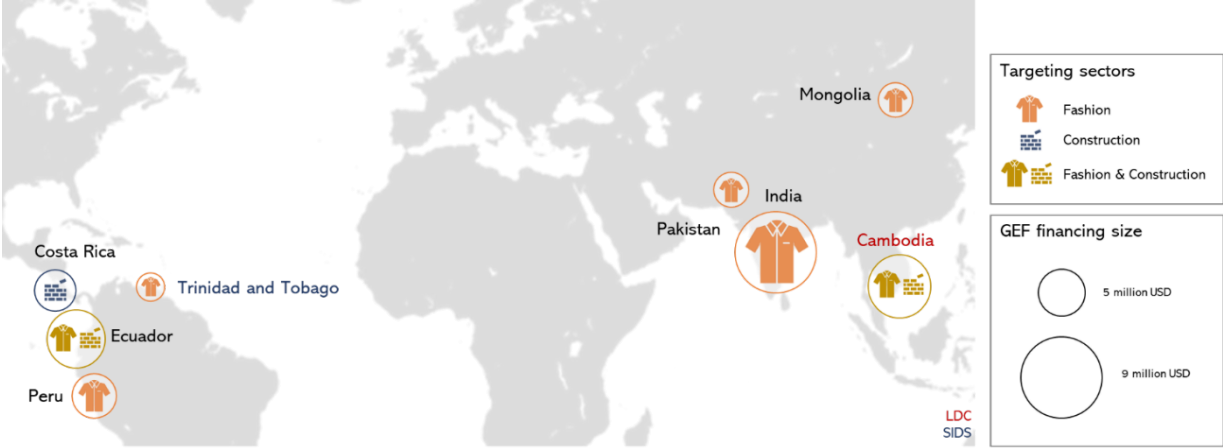 Mongolia
India
Pakistan
Cambodia
Costa Rica
Trinidad and Tobago
Ecuador
Peru
LDC
SIDS
Targeting sectors
Fashion
Construction
Fashion & Construction
GEF financing size
5 million USD
9 million USD